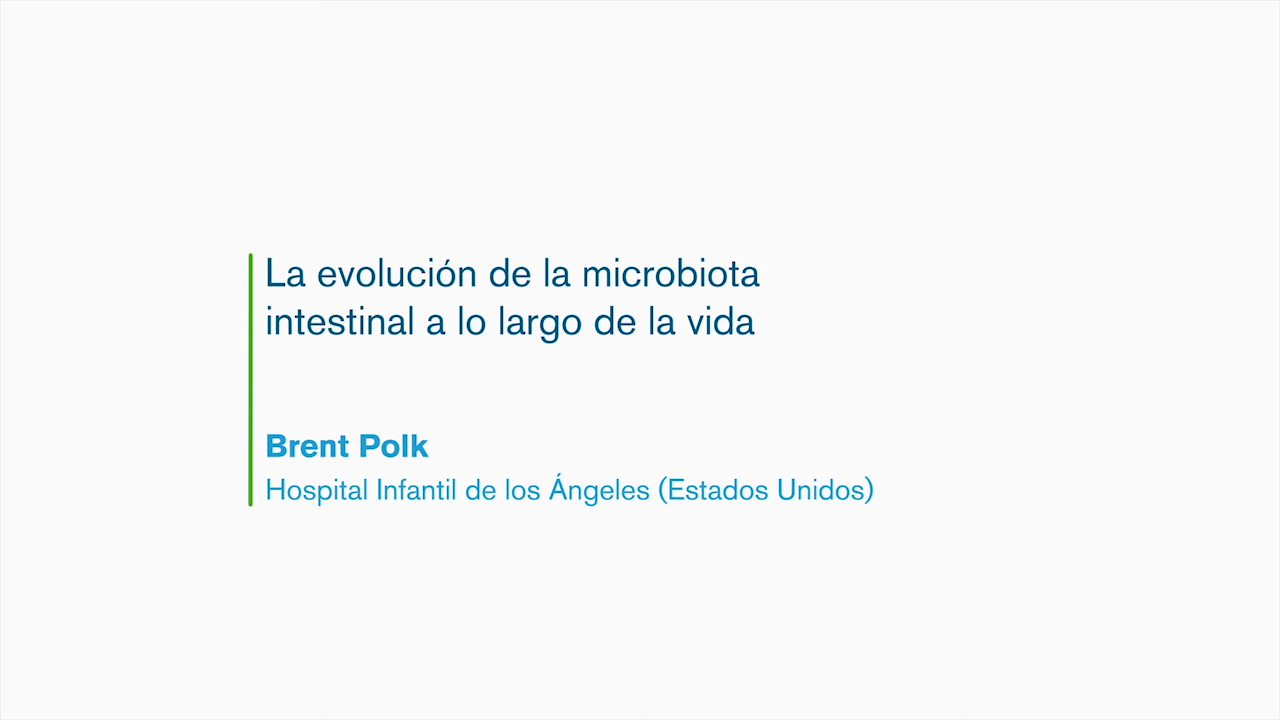 La evolución de la microbiota
intestinal a lo largo de la vida
Brent Polk
Hospital Infantil de los Ángeles (Estados Unidos)